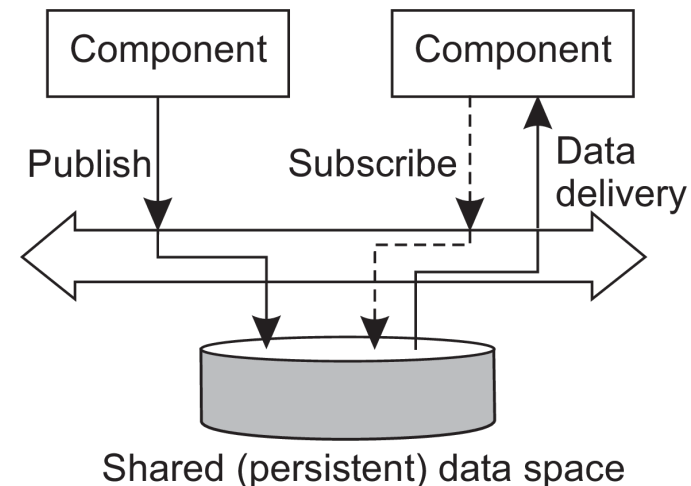 Component
Component
Publish
Subscribe
Data
delivery
Shared (persistent) data space